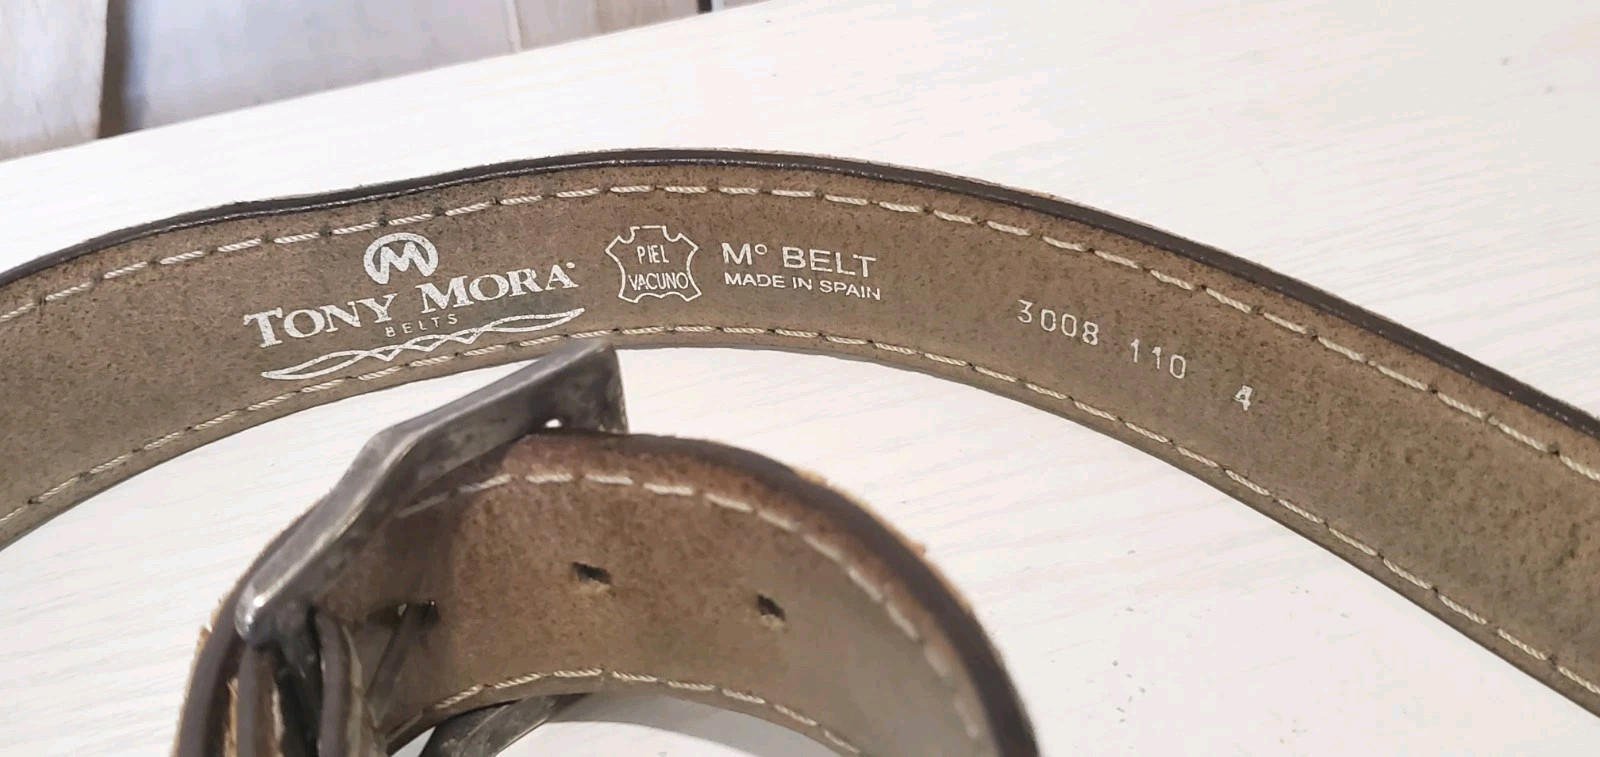 TONY MORA
BELTS
PIEL
VACUNO
Mº BELT
MADE IN SPAIN
3008 110 4